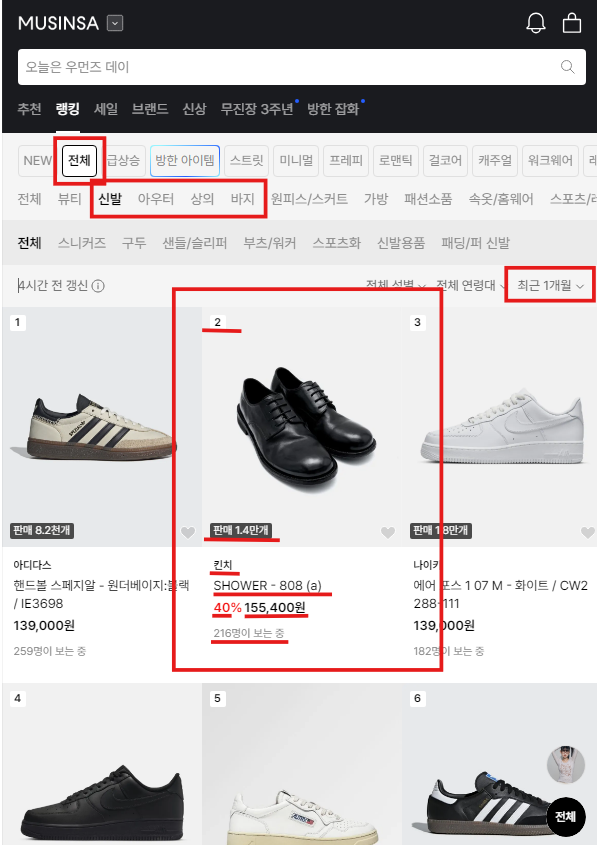 MUSINSA
오늘은 우먼즈 데이
추천 랭킹 세일 브랜드 신상 무진장 3주년 방한 잡화
NEW 전체 급상승 방한 아이템 스트릿 미니멀 프레피 로맨틱 걸코어 캐주얼 워크웨어
전체 뷰티 신발 아우터 상의 바지 원피스/스커트 가방 패션소품 속옷/홈웨어 스포츠/레
전체 스니커즈 구두 샌들/슬리퍼 부츠/워커 스포츠화 신발용품 패딩/퍼 신발
4시간 전 갱신 전체 성별 전체 연령대 최근 1개월
1
판매 8.2천개
아디다스
핸드볼 스페지알 - 원더베이지:블랙
/ IE3698
139,000원
259명이 보는 중
2
판매 1.4만개
킨치
SHOWER - 808 (a)
40% 155,400원
216명이 보는 중
3
나이키
에어 포스 1 07 M - 화이트 / CW2
288-111
139,000원
182명이 보는 중
4
5
6
전체